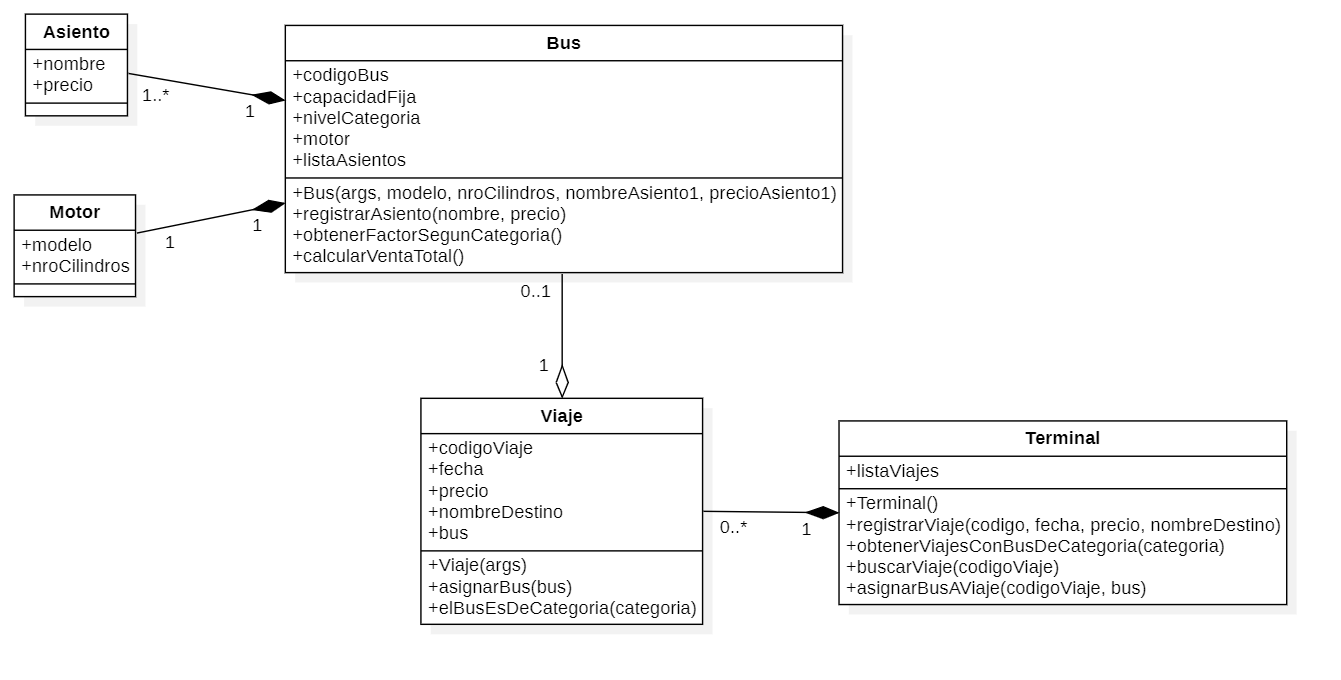 Asiento
+nombre
+precio
1..*
1
Bus
+codigoBus
+capacidadFija
+nivelCategoria
+motor
+listaAsientos
+Bus(args, modelo, nroCilindros, nombreAsiento1, precioAsiento1)
+registrarAsiento(nombre, precio)
+obtenerFactorSegunCategoria()
+calcularVentaTotal()
Motor
+modelo
+nroCilindros
1
1
0..1
1
Viaje
+codigoViaje
+fecha
+precio
+nombreDestino
+bus
+Viaje(args)
+asignarBus(bus)
+elBusEsDeCategoria(categoria)
0..*
1
Terminal
+listaViajes
+Terminal()
+registrarViaje(codigo, fecha, precio, nombreDestino)
+obtenerViajesConBusDeCategoria(categoria)
+buscarViaje(codigoViaje)
+asignarBusAViaje(codigoViaje, bus)